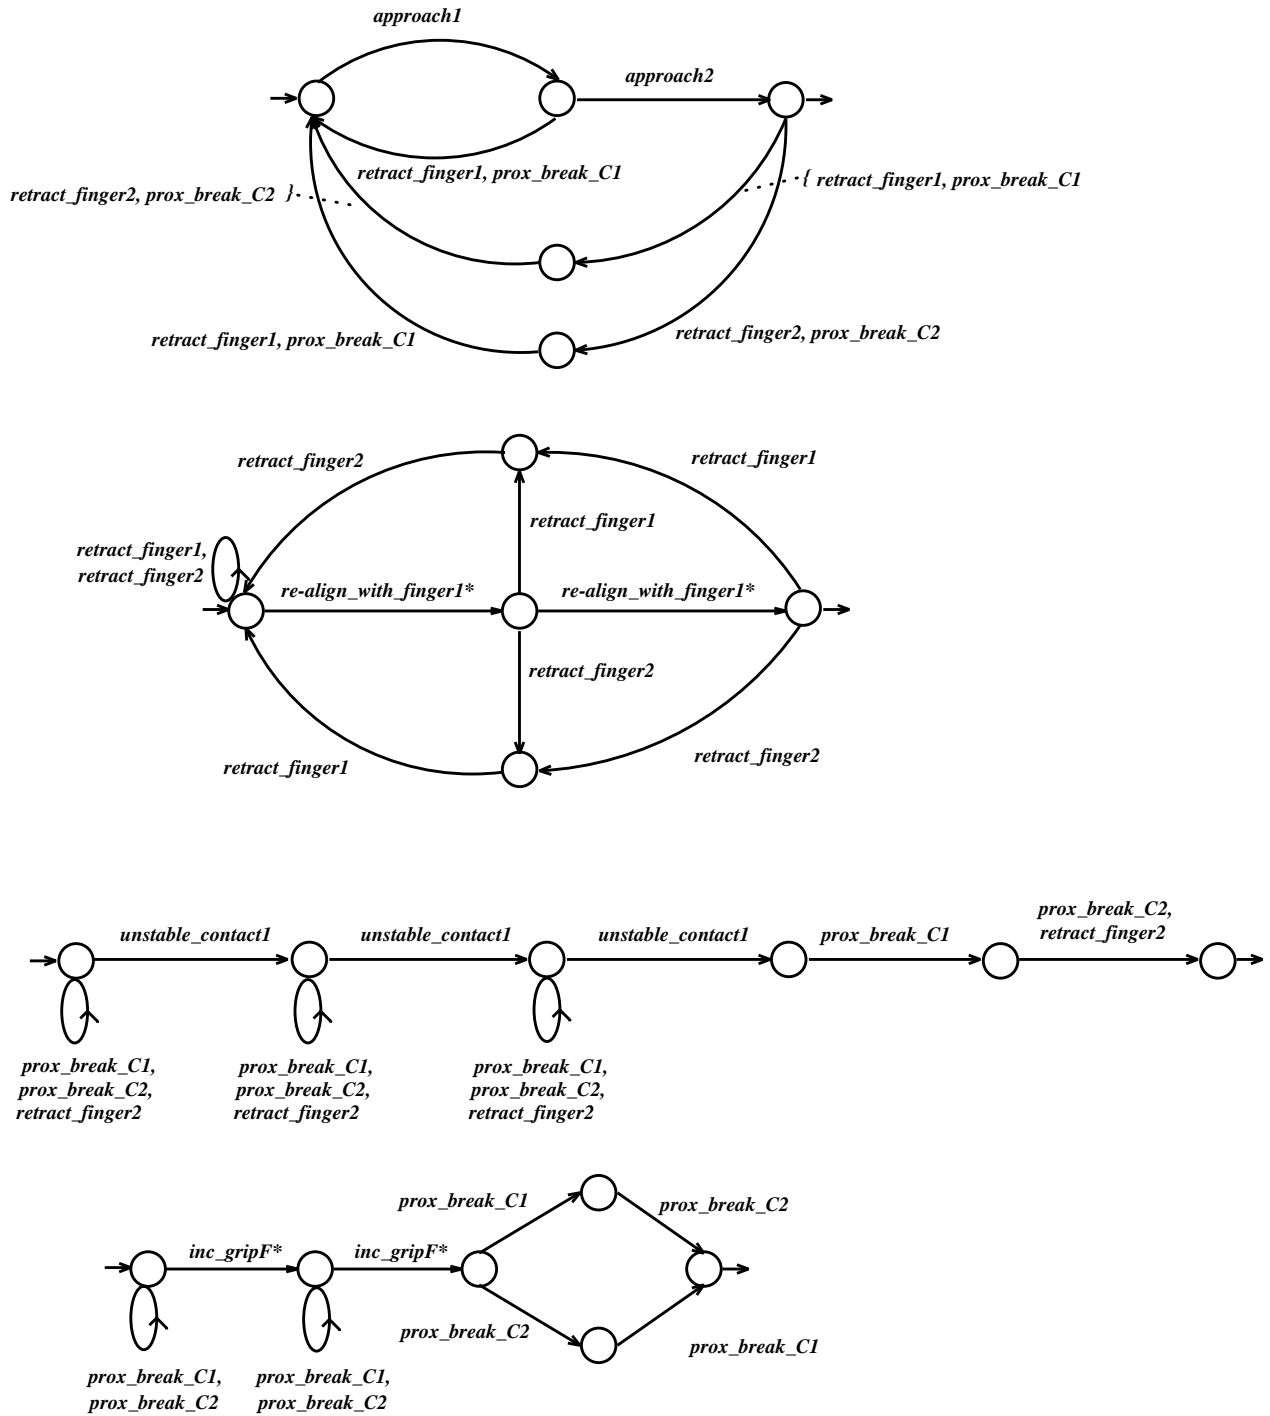 approach1
approach2
retract_finger1, prox_break_C1
retract_finger2, prox_break_C2 }
{ retract_finger1, prox_break_C1
retract_finger1, prox_break_C1
retract_finger2, prox_break_C2
retract_finger2
retract_finger1
retract_finger1
retract_finger1,
retract_finger2
re-align_with_finger1*
re-align_with_finger1*
retract_finger2
retract_finger1
retract_finger2
unstable_contact1
unstable_contact1
unstable_contact1
prox_break_C1
prox_break_C2,
retract_finger2
prox_break_C1,
prox_break_C2,
retract_finger2
prox_break_C1,
prox_break_C2,
retract_finger2
prox_break_C1,
prox_break_C2,
retract_finger2
inc_gripF*
inc_gripF*
prox_break_C1
prox_break_C2
prox_break_C2
prox_break_C1
prox_break_C1,
prox_break_C2
prox_break_C1,
prox_break_C2